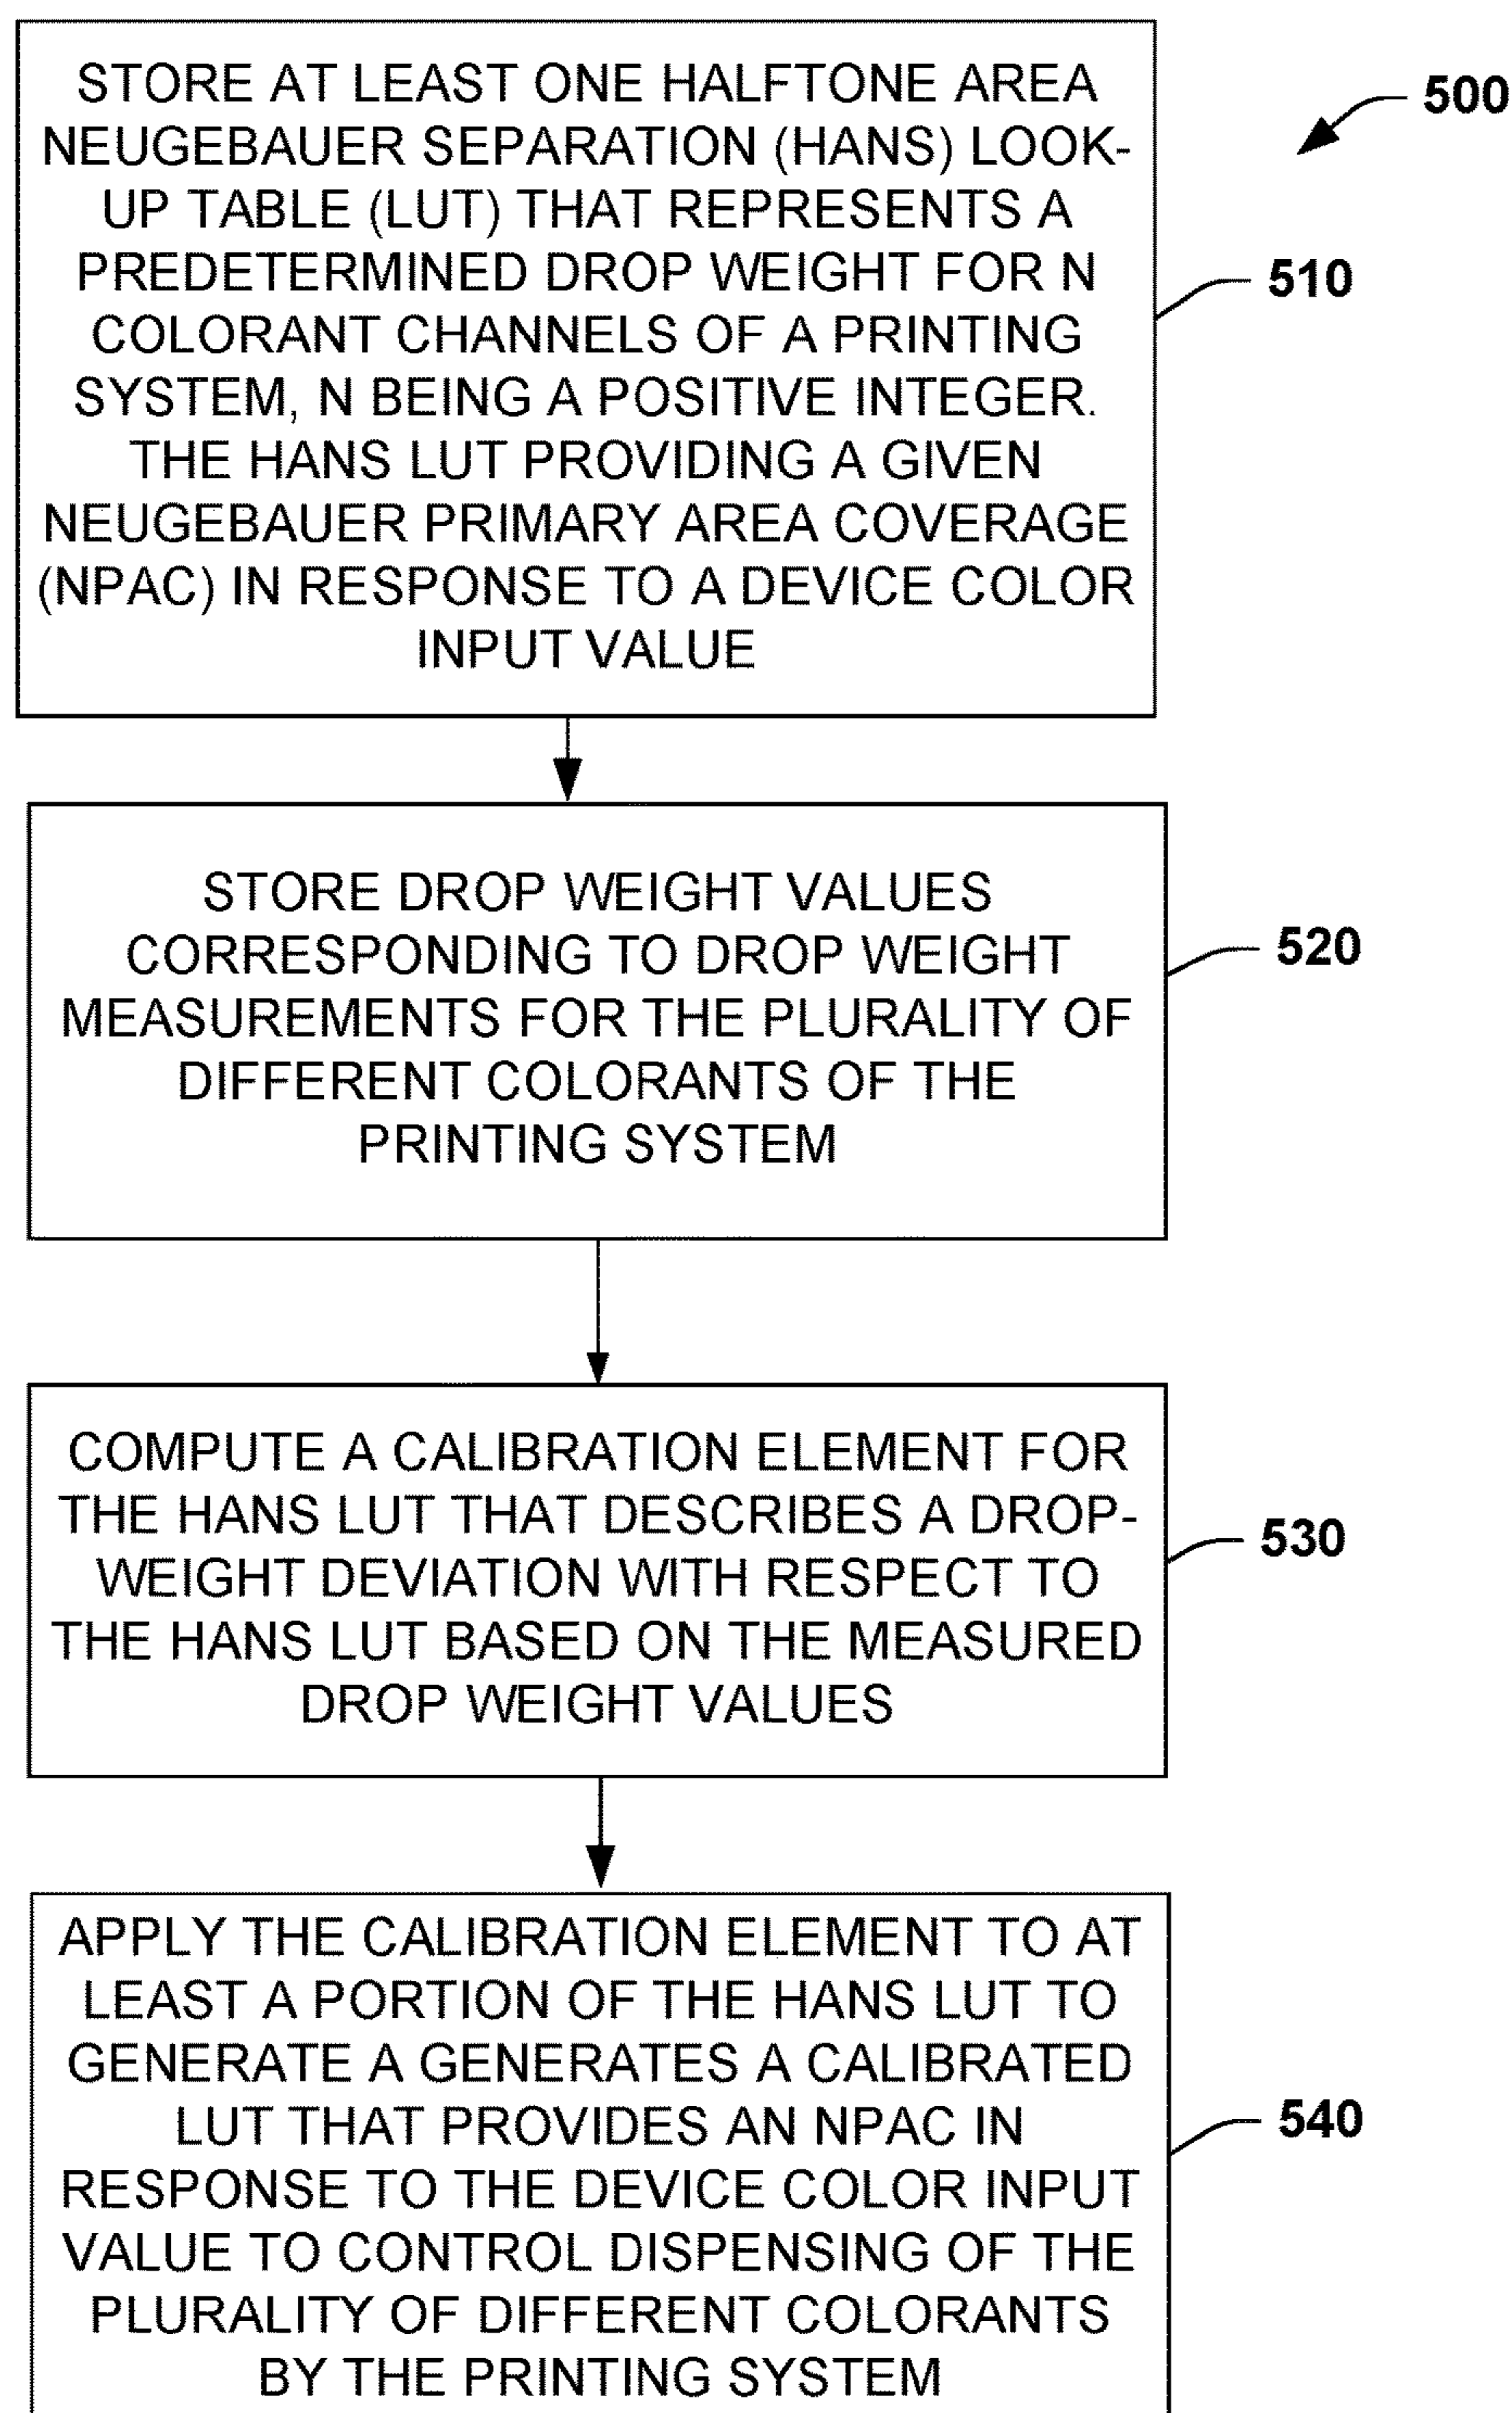 STORE AT LEAST ONE HALFTONE AREA
NEUGEBAUER SEPARATION (HANS) LOOK-
UP TABLE (LUT) THAT REPRESENTS A
PREDETERMINED DROP WEIGHT FOR N
COLORANT CHANNELS OF A PRINTING
SYSTEM, N BEING A POSITIVE INTEGER.
THE HANS LUT PROVIDING A GIVEN
NEUGEBAUER PRIMARY AREA COVERAGE
(NPAC) IN RESPONSE TO A DEVICE COLOR
INPUT VALUE
500
510
STORE DROP WEIGHT VALUES
CORRESPONDING TO DROP WEIGHT
MEASUREMENTS FOR THE PLURALITY OF
DIFFERENT COLORANTS OF THE
PRINTING SYSTEM
520
COMPUTE A CALIBRATION ELEMENT FOR
THE HANS LUT THAT DESCRIBES A DROP-
WEIGHT DEVIATION WITH RESPECT TO
THE HANS LUT BASED ON THE MEASURED
DROP WEIGHT VALUES
530
APPLY THE CALIBRATION ELEMENT TO AT
LEAST A PORTION OF THE HANS LUT TO
GENERATE A GENERATES A CALIBRATED
LUT THAT PROVIDES AN NPAC IN
RESPONSE TO THE DEVICE COLOR INPUT
VALUE TO CONTROL DISPENSING OF THE
PLURALITY OF DIFFERENT COLORANTS
BY THE PRINTING SYSTEM
540